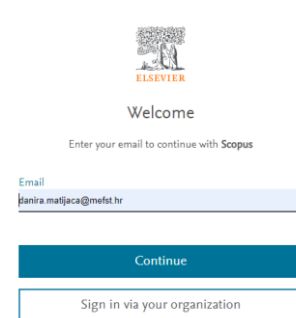 ELSEVIER
Welcome
Enter your email to continue with Scopus
Email
danira.matijaca@mefst.hr
Continue
Sign in via your organization